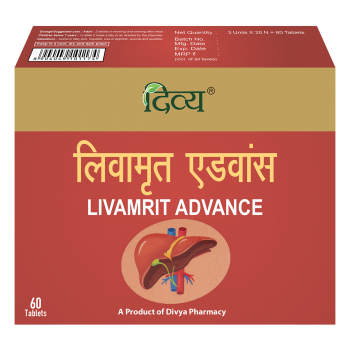 Net Quantity : 3 Units X 20 N = 60 Tablets
Batch No.
Mfg. Date
Exp. Date
MRP ₹
(incl. of all taxes)
दिव्य®
लिवामृत एडवांस
LIVAMRIT ADVANCE
60
Tablets
A Product of Divya Pharmacy